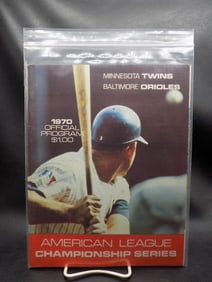 MINNESOTA TWINS
BALTIMORE ORIOLES
1970
OFFICIAL
PROGRAM
$1.00
AMERICAN LEAGUE
CHAMPIONSHIP SERIES